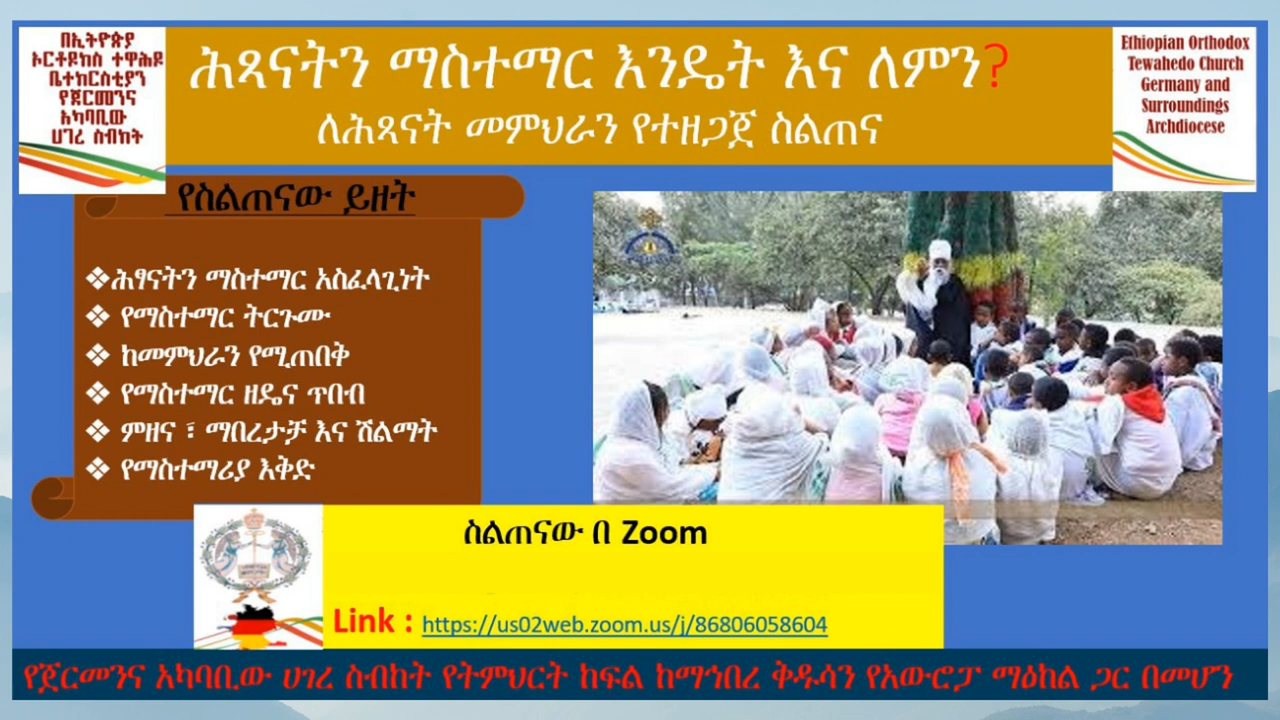 በኢትዮጵያ
ኦርቶዶክስ ተዋሕዶ
ቤተክርስቲያን
የጀርመንና
አካባቢው
ሀገረ ስብከት
ሕጻናትን ማስተማር እንዴት እና ለምን?
ለሕጻናት መምህራን የተዘጋጀ ስልጠና
Ethiopian Orthodox
Tewahedo Church
Germany and
Surroundings
Archdiocese
የስልጠናው ይዘት
❖ሕፃናትን ማስተማር አስፈላጊነት
❖ የማስተማር ትርጉሙ
❖ ከመምህራን የሚጠበቅ
❖ የማስተማር ዘዴና ጥበብ
❖ ምዘና ፣ ማበረታቻ እና ሽልማት
❖ የማስተማሪያ እቅድ
ስልጠናው በ Zoom
Link : https://us02web.zoom.us/j/86806058604
የጀርመንና አካባቢው ሀገረ ስብከት የትምህርት ክፍል ከማኅበረ ቅዱሳን የአውሮፓ ማዕከል ጋር በመሆን